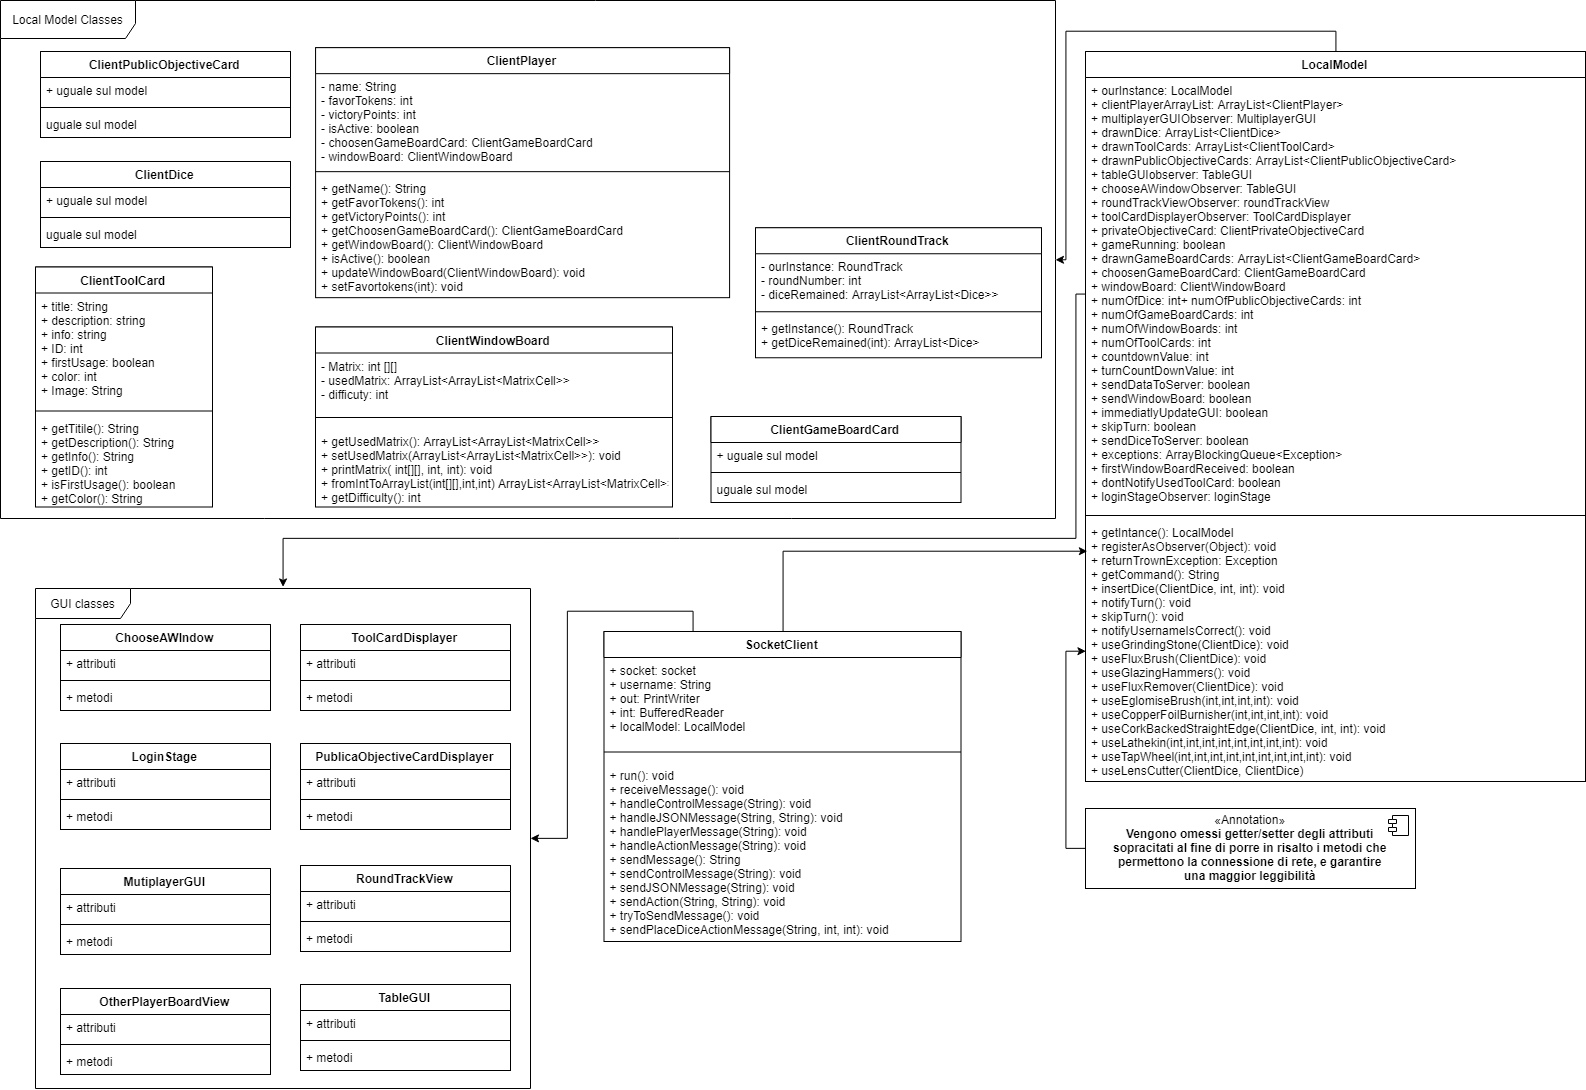 Local Model Classes
ClientPublicObjectiveCard
+ uguale sul model
uguale sul model
ClientDice
+ uguale sul model
uguale sul model
ClientToolCard
+ title: String
+ description: string
+ info: string
+ ID: int
+ firstUsage: boolean
+ color: int
+ Image: String
+ getTitile(): String
+ getDescription(): String
+ getInfo(): String
+ getID(): int
+ isFirstUsage(): boolean
+ getColor(): String
ClientPlayer
- name: String
- favorTokens: int
- victoryPoints: int
- isActive: boolean
- choosenGameBoardCard: ClientGameBoardCard
- windowBoard: ClientWindowBoard
+ getName(): String
+ getFavorTokens(): int
+ getVictoryPoints(): int
+ getChoosenGameBoardCard(): ClientGameBoardCard
+ getWindowBoard(): ClientWindowBoard
+ isActive(): boolean
+ updateWindowBoard(ClientWindowBoard): void
+ setFavortokens(int): void
ClientWindowBoard
- Matrix: int [][]
- usedMatrix: ArrayList<ArrayList<MatrixCell>>
- difficuty: int
+ getUsedMatrix(): ArrayList<ArrayList<MatrixCell>>
+ setUsedMatrix(ArrayList<ArrayList<MatrixCell>>): void
+ printMatrix( int[][], int, int): void
+ fromIntToArrayList(int[][],int,int) ArrayList<ArrayList<MatrixCell>
+ getDifficulty(): int
ClientRoundTrack
- ourInstance: RoundTrack
- roundNumber: int
- diceRemained: ArrayList<ArrayList<Dice>>
+ getInstance(): RoundTrack
+ getDiceRemained(int): ArrayList<Dice>
ClientGameBoardCard
+ uguale sul model
uguale sul model
LocalModel
+ ourInstance: LocalModel
+ clientPlayerArrayList: ArrayList<ClientPlayer>
+ multiplayerGUIObserver: MultiplayerGUI
+ drawnDice: ArrayList<ClientDice>
+ drawnToolCards: ArrayList<ClientToolCard>
+ drawnPublicObjectiveCards: ArrayList<ClientPublicObjectiveCard>
+ tableGUIobserver: TableGUI
+ chooseAWindowObserver: TableGUI
+ roundTrackViewObserver: roundTrackView
+ toolCardDisplayerObserver: ToolCardDisplayer
+ privateObjectiveCard: ClientPrivateObjectiveCard
+ gameRunning: boolean
+ drawnGameBoardCards: ArrayList<ClientGameBoardCard>
+ choosenGameBoardCard: ClientGameBoardCard
+ windowBoard: ClientWindowBoard
+ numOfDice: int+ numOfPublicObjectiveCards: int
+ numOfGameBoardCards: int
+ numOfWindowBoards: int
+ numOfToolCards: int
+ countdownValue: int
+ turnCountDownValue: int
+ sendDataToServer: boolean
+ sendWindowBoard: boolean
+ immediatlyUpdateGUI: boolean
+ skipTurn: boolean
+ sendDiceToServer: boolean
+ exceptions: ArrayBlockingQueue<Exception>
+ firstWindowBoardReceived: boolean
+ dontNotifyUsedToolCard: boolean
+ loginStageObserver: loginStage
+ getIntance(): LocalModel
+ registerAsObserver(Object): void
+ returnTrownException: Exception
+ getCommand(): String
+ insertDice(ClientDice, int, int): void
+ notifyTurn(): void
+ skipTurn(): void
+ notifyUsernameIsCorrect(): void
+ useGrindingStone(ClientDice): void
+ useFluxBrush(ClientDice): void
+ useGlazingHammers(): void
+ useFluxRemover(ClientDice): void
+ useEglomiseBrush(int,int,int,int): void
+ useCopperFoilBurnisher(int,int,int,int): void
+ useCorkBackedStraightEdge(ClientDice, int, int): void
+ useLathekin(int,int,int,int,int,int,int,int): void
+ useTapWheel(int,int,int,int,int,int,int,int,int): void
+ useLensCutter(ClientDice, ClientDice)
«Annotation»
Vengono omessi getter/setter degli attributi
sopracitati al fine di porre in risalto i metodi che
permettono la connessione di rete, e garantire
una maggior leggibilità
GUI classes
ChooseAWIndow
+ attributi
+ metodi
ToolCardDisplayer
+ attributi
+ metodi
LoginStage
+ attributi
+ metodi
PublicaObjectiveCardDisplayer
+ attributi
+ metodi
MutiplayerGUI
+ attributi
+ metodi
RoundTrackView
+ attributi
+ metodi
OtherPlayerBoardView
+ attributi
+ metodi
TableGUI
+ attributi
+ metodi
SocketClient
+ socket: socket
+ username: String
+ out: PrintWriter
+ int: BufferedReader
+ localModel: LocalModel
+ run(): void
+ receiveMessage(): void
+ handleControlMessage(String): void
+ handleJSONMessage(String, String): void
+ handlePlayerMessage(String): void
+ handleActionMessage(String): void
+ sendMessage(): String
+ sendControlMessage(String): void
+ sendJSONMessage(String): void
+ sendAction(String, String): void
+ tryToSendMessage(): void
+ sendPlaceDiceActionMessage(String, int, int): void